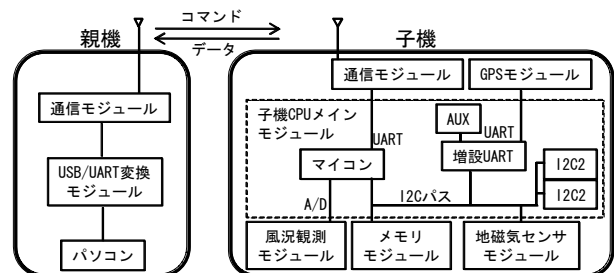 コマンド
データ
親機
通信モジュール
USB/UART変換
モジュール
パソコン
子機
通信モジュール
GPSモジュール
子機CPUメイン
モジュール
AUX
UART
UART
マイコン
増設UART
I2C2
I2C2
A/D
I2Cパス
風況観測
モジュール
メモリ
モジュール
地磁気センサ
モジュール